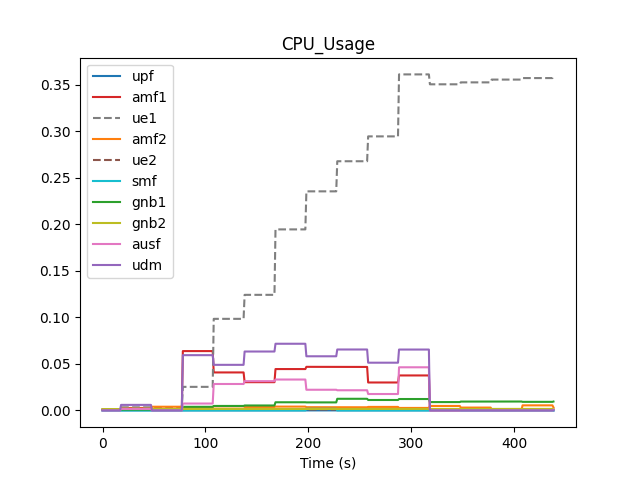 CPU_Usage
upf
amf1
ue1
amf2
ue2
smf
gnb1
gnb2
ausf
udm
0.35
0.30
0.25
0.20
0.15
0.10
0.05
0.00
0
100
200
300
400
Time (s)